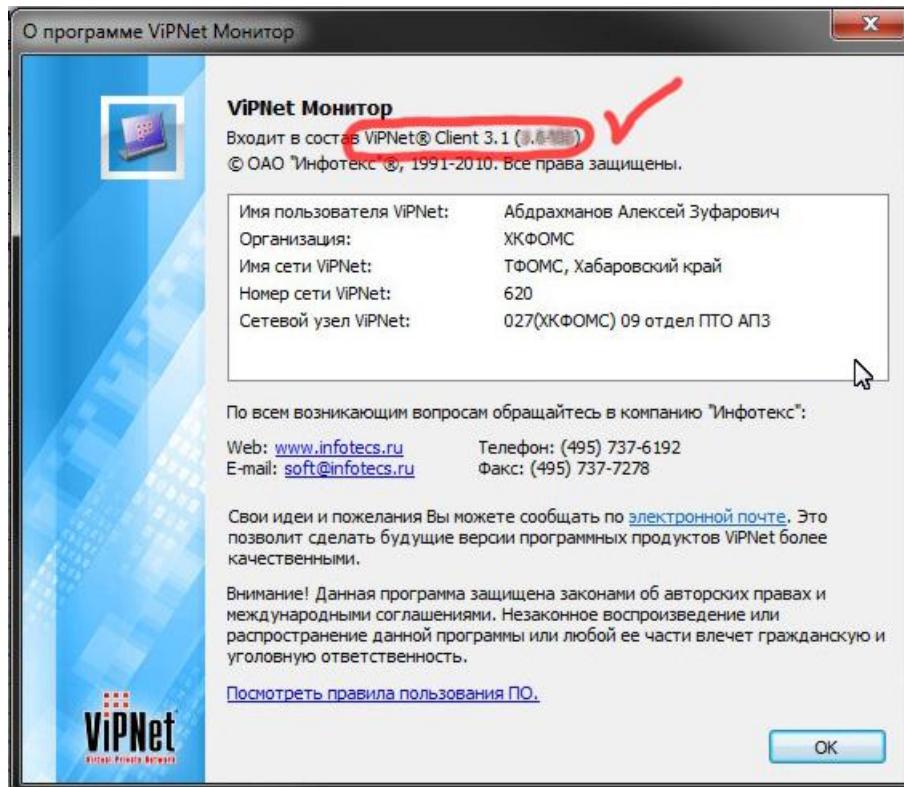 О программе ViPNet Монитор
ViPNet Монитор
Входит в состав ViPNet® Client 3.1
© ОАО "Инфотекс"®, 1991-2010. Все права защищены.
Имя пользователя ViPNet: Абдрахманов Алексей Зуфарович
Организация: ХКФОМС
Имя сети ViPNet: ТФОМС, Хабаровский край
Номер сети ViPNet: 620
Сетевой узел ViPNet: 027(ХКФОМС) 09 отдел ПТО АПЗ
По всем возникающим вопросам обращайтесь в компанию "Инфотекс":
Web: www.infotecs.ru Телефон: (495) 737-6192
E-mail: soft@infotecs.ru Факс: (495) 737-7278
Свои идеи и пожелания Вы можете сообщать по электронной почте. Это
позволит сделать будущие версии программных продуктов ViPNet более
качественными.
Внимание! Данная программа защищена законами об авторских правах и
международными соглашениями. Незаконное воспроизведение или
распространение данной программы или любой ее части влечет гражданскую и
уголовную ответственность.
Посмотреть правила пользования ПО.
ViPNet
Virtual Private Network
OK